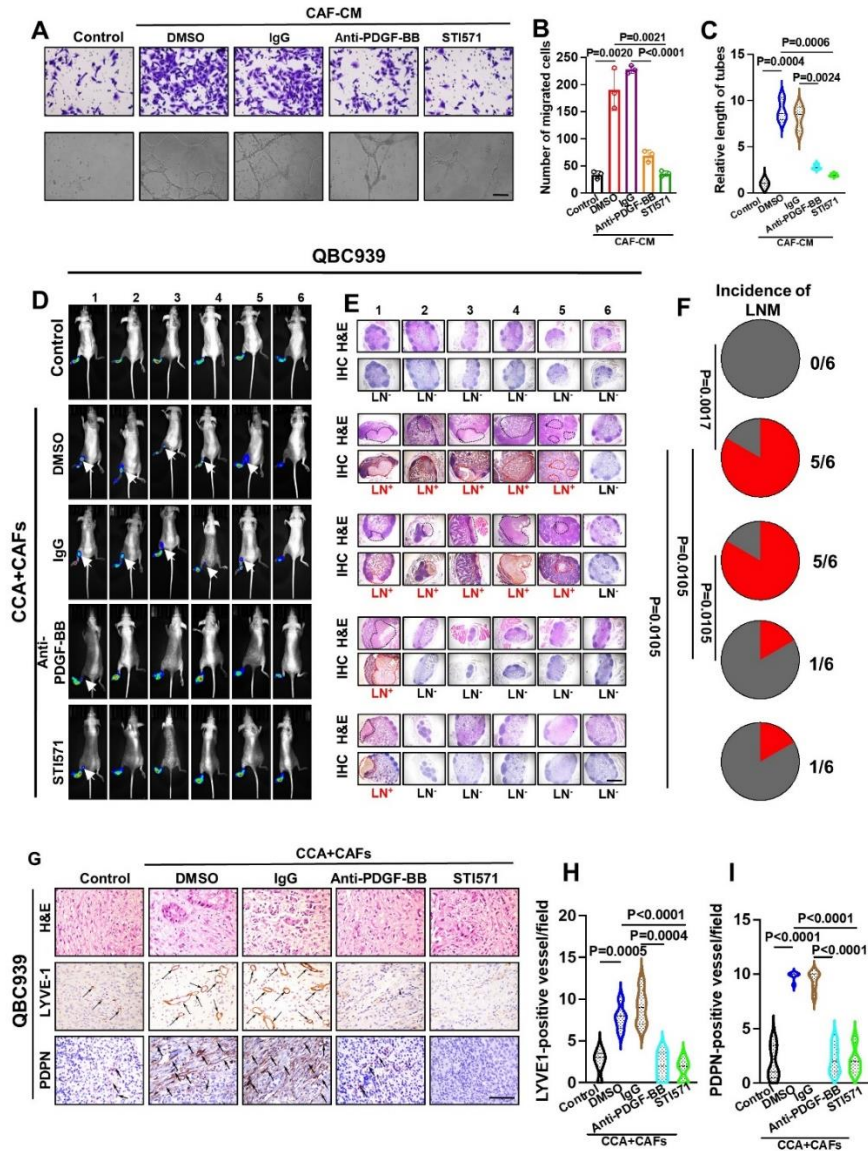 A
CAF-CM
Control DMSO IgG Anti-PDGF-BB STI571
B
P=0.0021
P=0.0020 P<0.0001
Number of migrated cells
250
200
150
100
50
0
Control
DMSO
IgG
Anti-PDGF-BB
STI571
CAF-CM
C
P=0.0006
P=0.0004
P=0.0024
Relative length of tubes
15
10
5
0
Control
DMSO
IgG
Anti-PDGF-BB
STI571
CAF-CM
QBC939
D
1 2 3 4 5 6
Control
CCA+CAFs
DMSO
IgG
Anti-
PDGF-BB
STI571
E
1 2 3 4 5 6
H&E
IHC
LN- LN- LN- LN- LN- LN-
H&E
IHC
LN+ LN+ LN+ LN+ LN+ LN-
H&E
IHC
LN+ LN+ LN+ LN+ LN+ LN-
H&E
IHC
LN+ LN- LN- LN- LN- LN-
H&E
IHC
LN+ LN- LN- LN- LN- LN-
F
Incidence of
LNM
0/6
P=0.0017
5/6
5/6
P=0.0105
P=0.0105
P=0.0105
1/6
1/6
G
CCA+CAFs
Control DMSO IgG Anti-PDGF-BB STI571
QBC939
H&E
LYVE-1
PDPN
H
P<0.0001
P=0.0004
P=0.0005
LYVE1-positive vessel/field
20
15
10
5
0
Control
DMSO
IgG
Anti-PDGF-BB
STI571
CCA+CAFs
I
P<0.0001
P<0.0001
P<0.0001
PDPN-positive vessel/field
15
10
5
0
Control
DMSO
IgG
Anti-PDGF-BB
STI571
CCA+CAFs